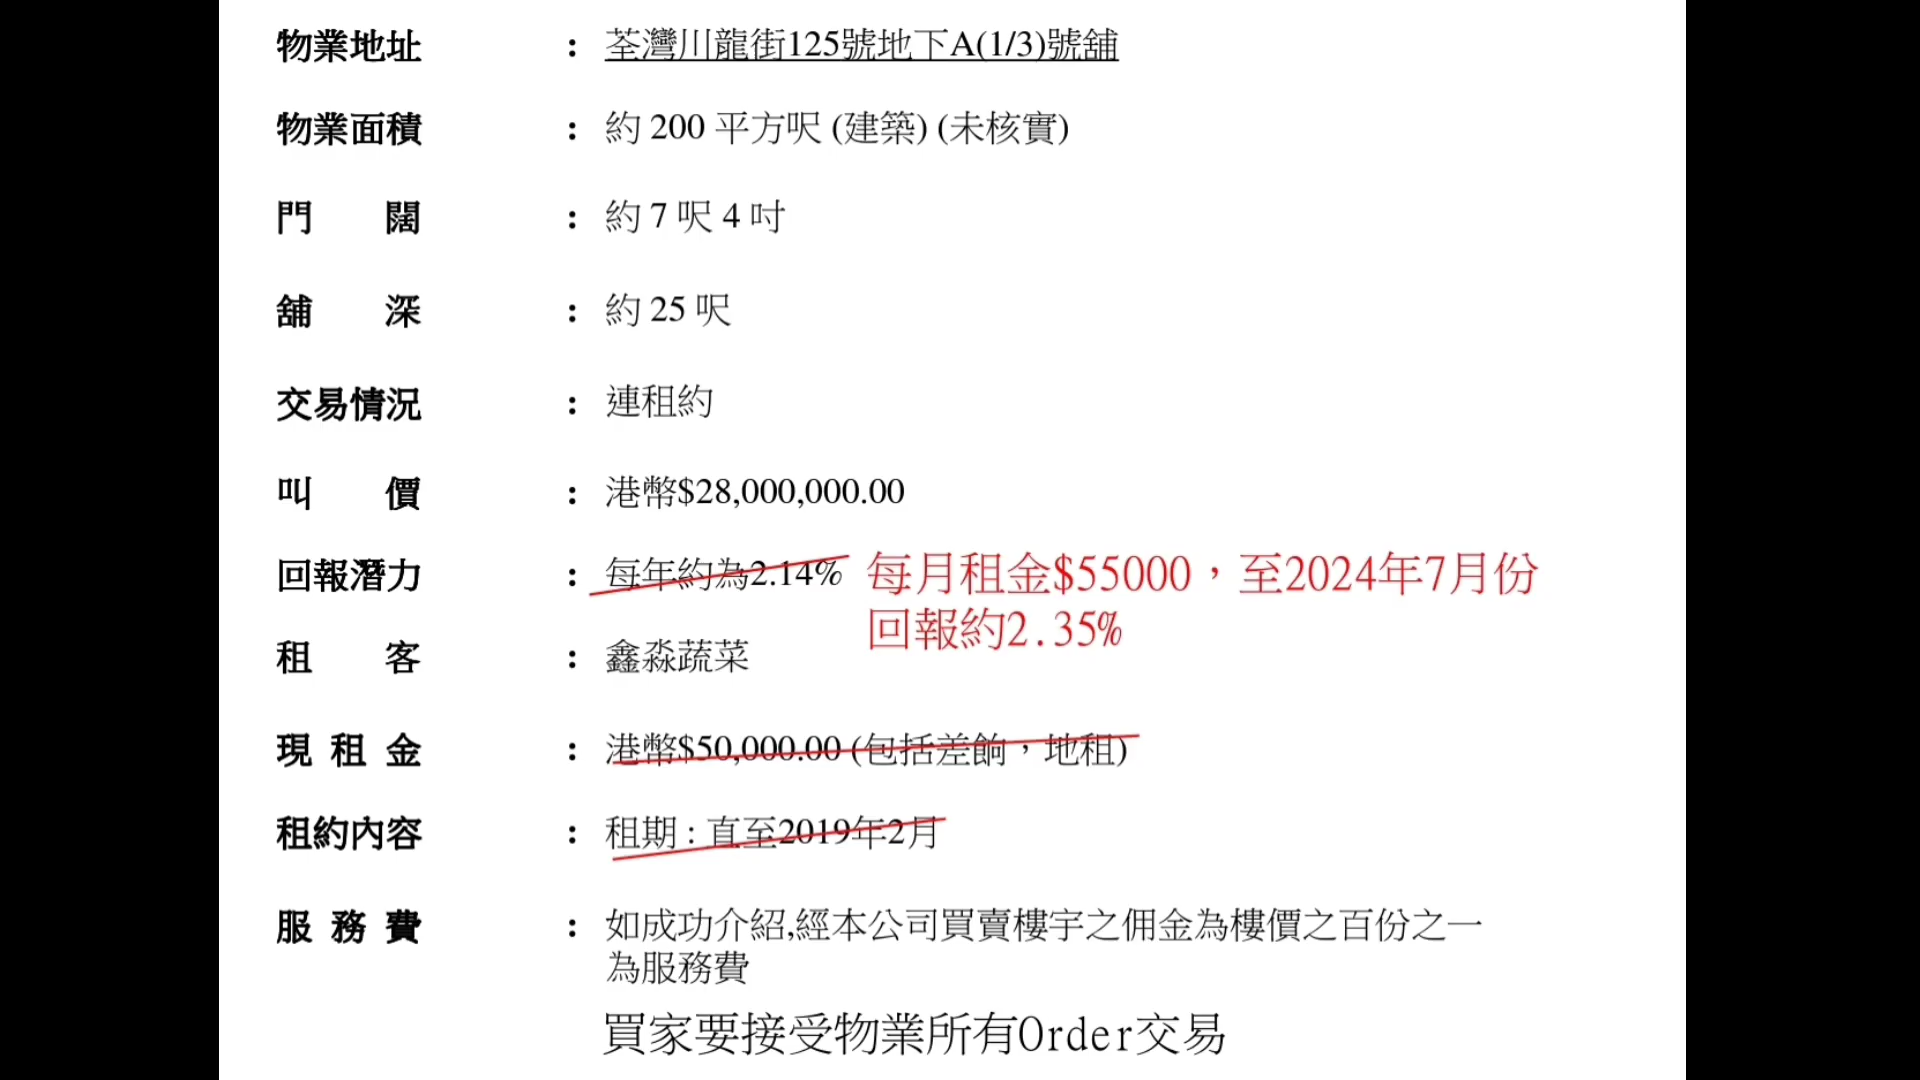 物業地址 : 荃灣川龍街125號地下A(1/3)號舖
物業面積 : 約 200 平方呎 (建築) (未核實)
門 闊 : 約 7 呎 4 吋
舖 深 : 約 25 呎
交易情況 : 連租約
叫 價 : 港幣$28,000,000.00
回報潛力 : 每年約為2.14% 每月租金$55000，至2024年7月份
回報約2.35%
租 客 : 鑫淼蔬菜
現 租 金 : 港幣$50,000.00 (包括差餉，地租)
租約內容 : 租期 : 直至2019年2月
服 務 費 : 如成功介紹,經本公司買賣樓宇之佣金為樓價之百份之一
為服務費
買家要接受物業所有Order交易